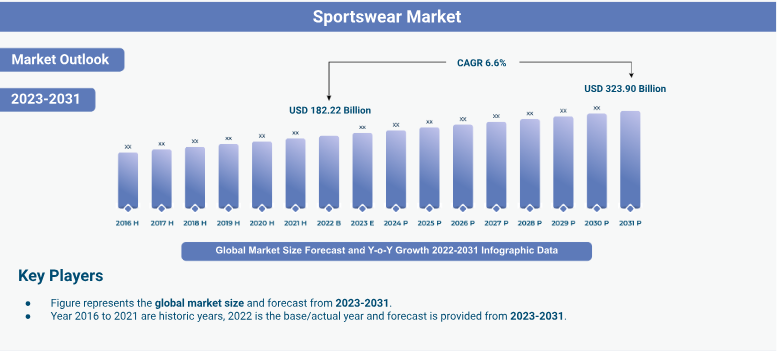 Sportswear Market
Market Outlook
2023-2031
CAGR 6.6%
USD 323.90 Billion
USD 182.22 Billion
xx xx xx xx xx xx xx xx xx xx xx xx xx xx
2016 H 2017 H 2018 H 2019 H 2020 H 2021 H 2022 B 2023 E 2024 P 2025 P 2026 P 2027 P 2028 P 2029 P 2030 P 2031 P
Global Market Size Forecast and Y-o-Y Growth 2022-2031 Infographic Data
Key Players
● Figure represents the global market size and forecast from 2023-2031.
● Year 2016 to 2021 are historic years, 2022 is the base/actual year and forecast is provided from 2023-2031.